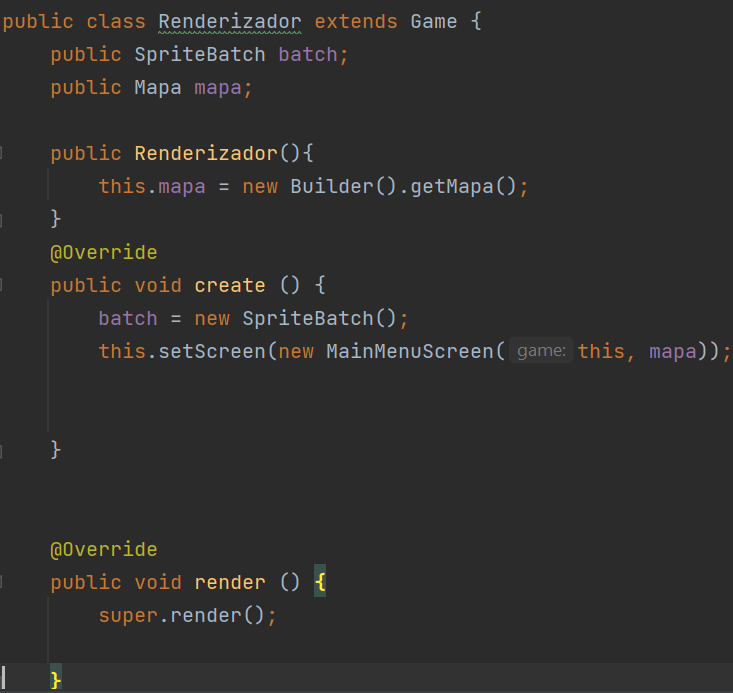 public class Renderizador extends Game {
public SpriteBatch batch;
public Mapa mapa;
public Renderizador(){
this.mapa = new Builder().getMapa();
}
@Override
public void create () {
batch = new SpriteBatch();
this.setScreen(new MainMenuScreen( game: this, mapa));
}
@Override
public void render () {
super.render();
}